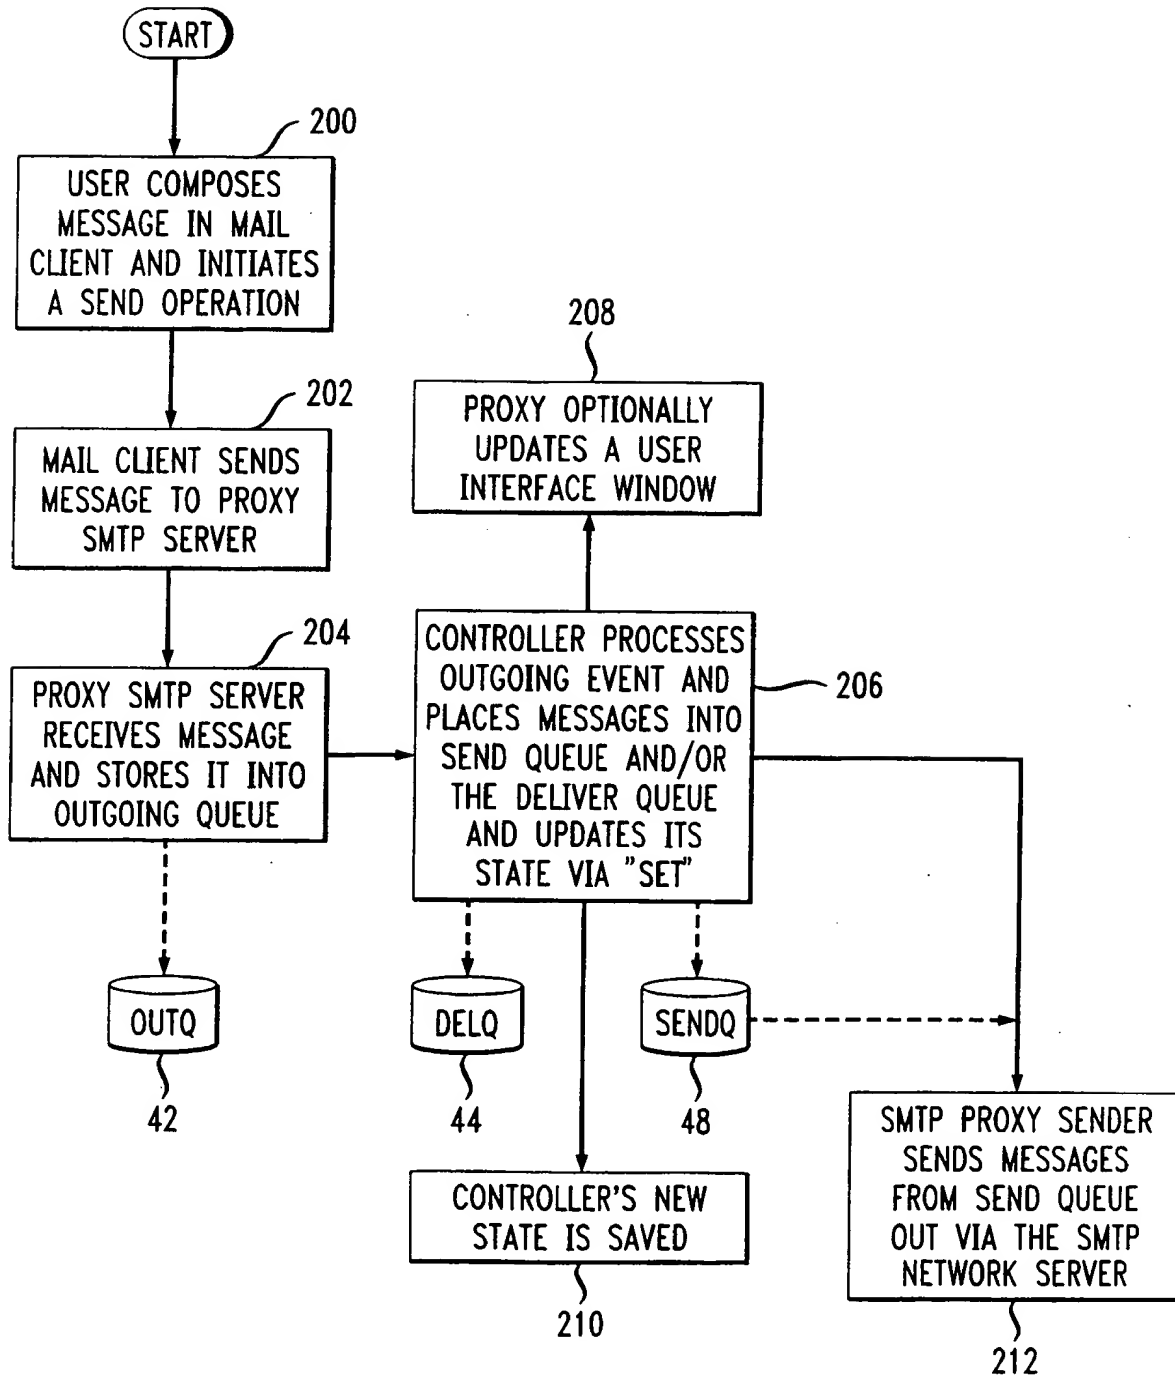 START
200
USER COMPOSES
MESSAGE IN MAIL
CLIENT AND INITIATES
A SEND OPERATION
202
MAIL CLIENT SENDS
MESSAGE TO PROXY
SMTP SERVER
204
PROXY SMTP SERVER
RECEIVES MESSAGE
AND STORES IT INTO
OUTGOING QUEUE
208
PROXY OPTIONALLY
UPDATES A USER
INTERFACE WINDOW
CONTROLLER PROCESSES
OUTGOING EVENT AND
PLACES MESSAGES INTO
SEND QUEUE AND/OR
THE DELIVER QUEUE
AND UPDATES ITS
STATE VIA "SET"
206
OUTQ
42
DELQ
44
SENDQ
48
CONTROLLER'S NEW
STATE IS SAVED
210
SMTP PROXY SENDER
SENDS MESSAGES
FROM SEND QUEUE
OUT VIA THE SMTP
NETWORK SERVER
212